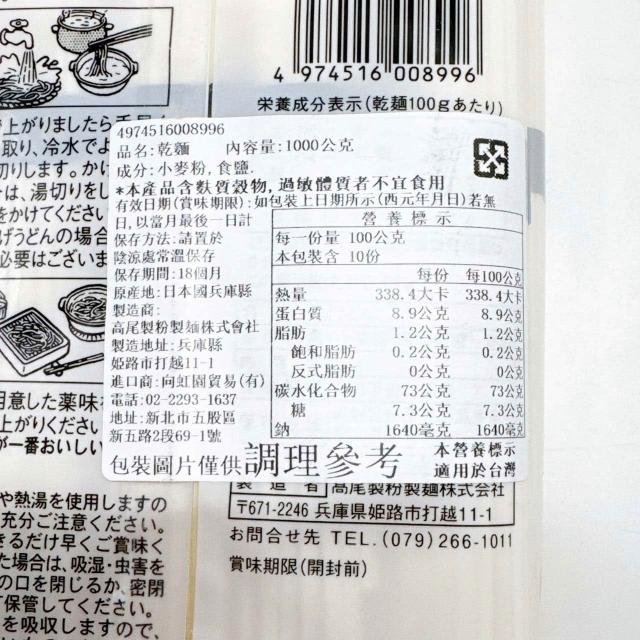 4 974516 008996
栄養成分表示(乾麺100gあたり)
上がりましたら
取り、冷水でよ
切りします。かけ
は、湯切りをし
をかけてください
げうどんの場合
必要はございま
4974516008996
品名:乾麵 內容量:1000公克
成分:小麥粉,食鹽.
*本產品含麩質穀物,過敏體質者不宜食用
有效日期(賞味期限):如包裝上日期所示(西元年月日)若無
日,以當月最後一日計
保存方法:請置於
陰涼處常溫保存
保存期間:18個月
原產地:日本國兵庫縣
製造商:
高尾製粉製麵株式會社
製造地址:兵庫縣
姬路市打越11-1
進口商:向虹園貿易(有)
電話:02-2293-1637
地址:新北市五股區
新五路2段69-1號
營養標示
每一份量 100公克
本包裝含 10份
每份 每100公克
熱量 338.4大卡 338.4大卡
蛋白質 8.9公克 8.9公克
脂肪 1.2公克 1.2公克
飽和脂肪 0.2公克 0.2公克
反式脂肪 0公克 0公克
碳水化合物 73公克 73公克
糖 7.3公克 7.3公克
鈉 1640毫克 1640毫克
包裝圖片僅供調理參考
本營養標示
適用於台灣
用意した薬味
上がりくださ
が一番おいしい
製造者 高尾製粉製麺株式会社
〒671-2246 兵庫県姫路市打越11-1
お問合せ先 TEL.(079)266-1011
賞味期限(開封前)
や熱湯を使用しますの
充分ご注意ください。
きるだけ早くご賞味く
た場合は、吸湿・虫害を
の口を閉じるか、密閉
保管してください。
を吸収しますので、